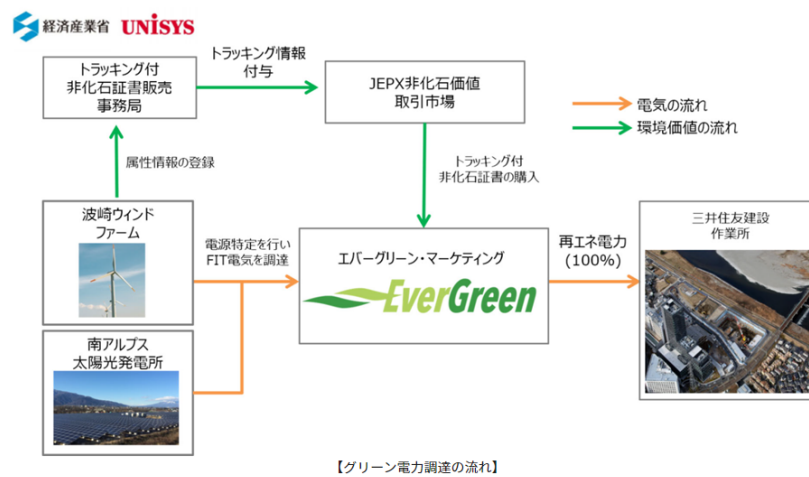 経済産業省 UNiSYS
トラッキング付
非化石証書販売
事務局
トラッキング情報
付与
JEPX非化石価値
取引市場
電気の流れ
環境価値の流れ
属性情報の登録
トラッキング付
非化石証書の購入
波崎ウィンド
ファーム
電源特定を行い
FIT電気を調達
エバーグリーン・マーケティング
EverGreen
再エネ電力
(100%)
三井住友建設
作業所
南アルプス
太陽光発電所
【グリーン電力調達の流れ】